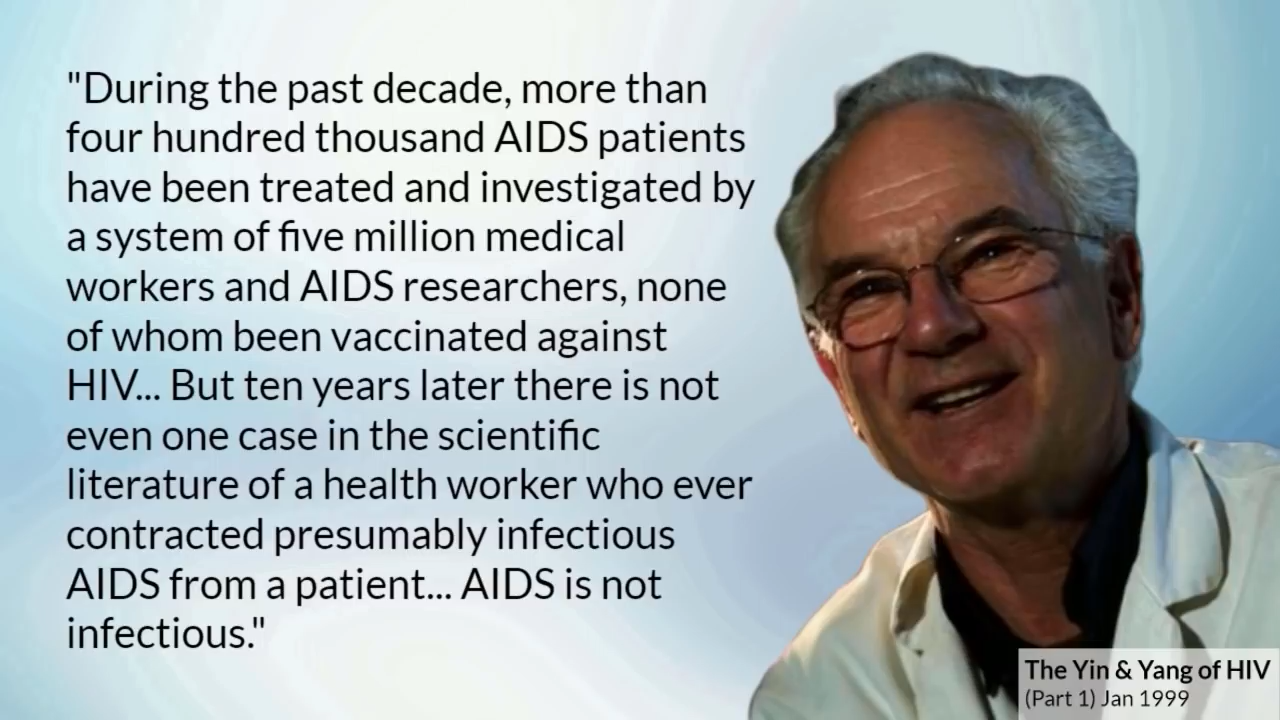 "During the past decade, more than
four hundred thousand AIDS patients
have been treated and investigated by
a system of five million medical
workers and AIDS researchers, none
of whom been vaccinated against
HIV... But ten years later there is not
even one case in the scientific
literature of a health worker who ever
contracted presumably infectious
AIDS from a patient... AIDS is not
infectious."
The Yin & Yang of HIV
(Part 1) Jan 1999